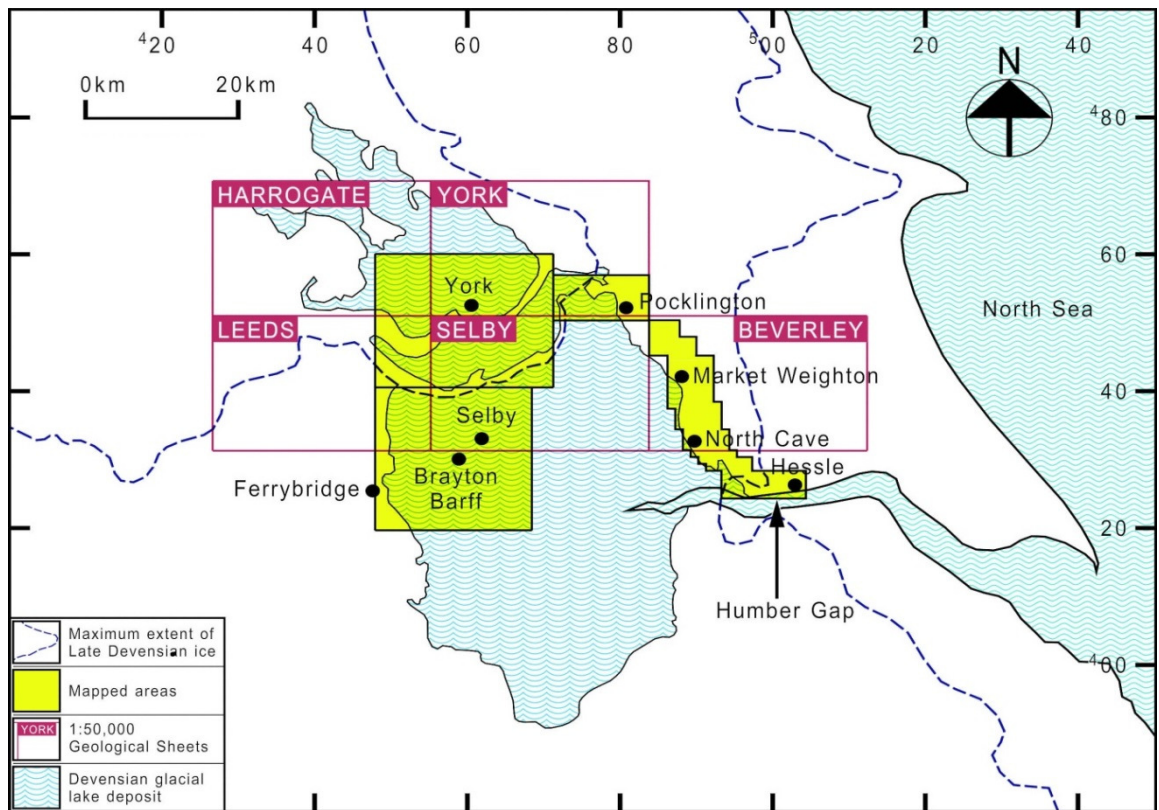 ⁴20 40 60 80 ⁵00 20 40
0km 20km
N
⁴80
HARROGATE YORK
60
York
Pocklington
North Sea
LEEDS SELBY BEVERLEY
Market Weighton
40
Selby
North Cave
Brayton
Barff
Hessle
Ferrybridge
20
Humber Gap
⁴00
Maximum extent of
Late Devensian ice
Mapped areas
YORK
1:50,000
Geological Sheets
Devensian glacial
lake deposit